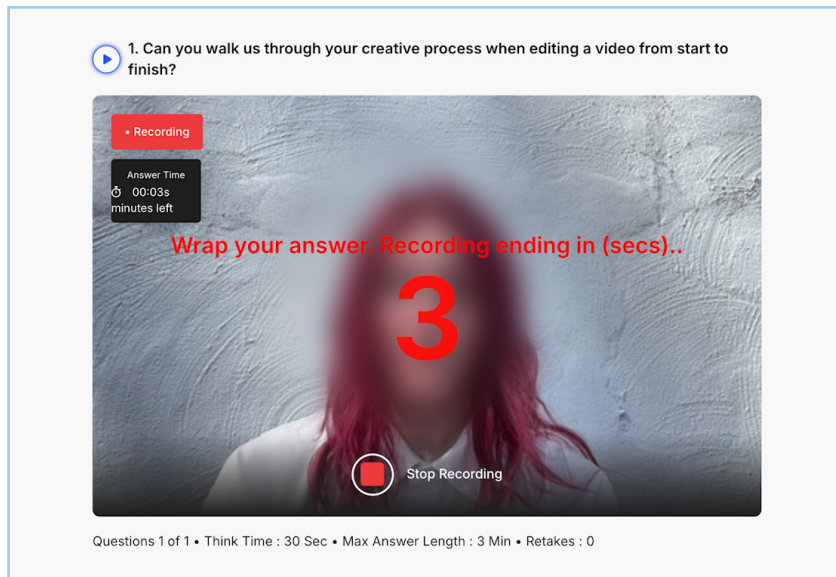 1. Can you walk us through your creative process when editing a video from start to
finish?
• Recording
Answer Time
00:03s
minutes left
Wrap your answer. Recording ending in (secs)..
3
Stop Recording
Questions 1 of 1 • Think Time : 30 Sec • Max Answer Length : 3 Min • Retakes : 0